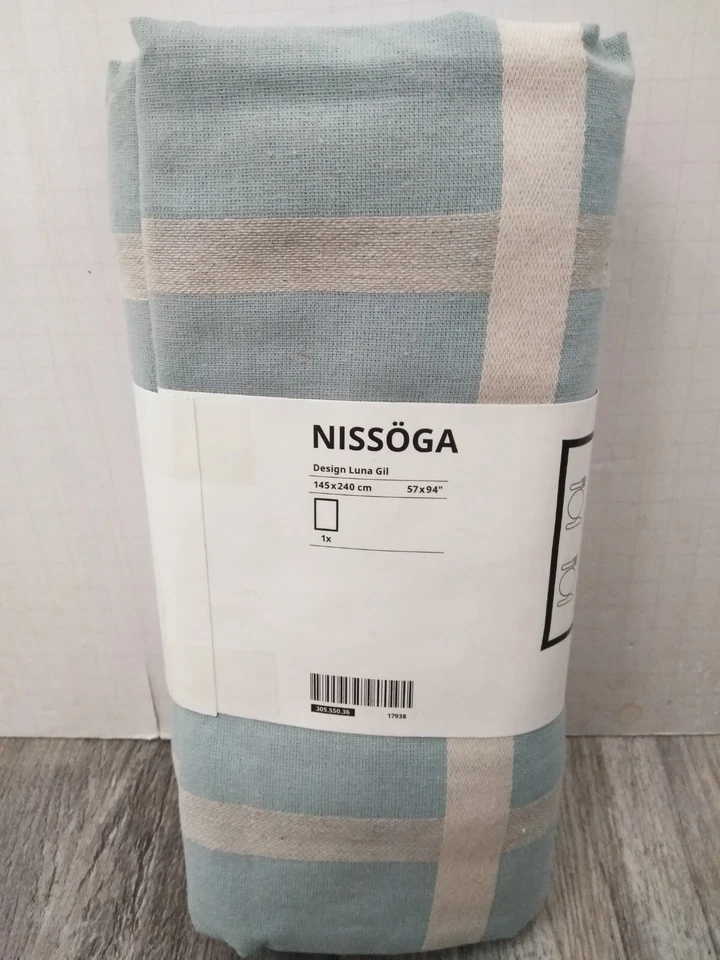 NISSÖGA
Design Luna Gil
145x240 cm 57x94"
1x
305.550.36 17938